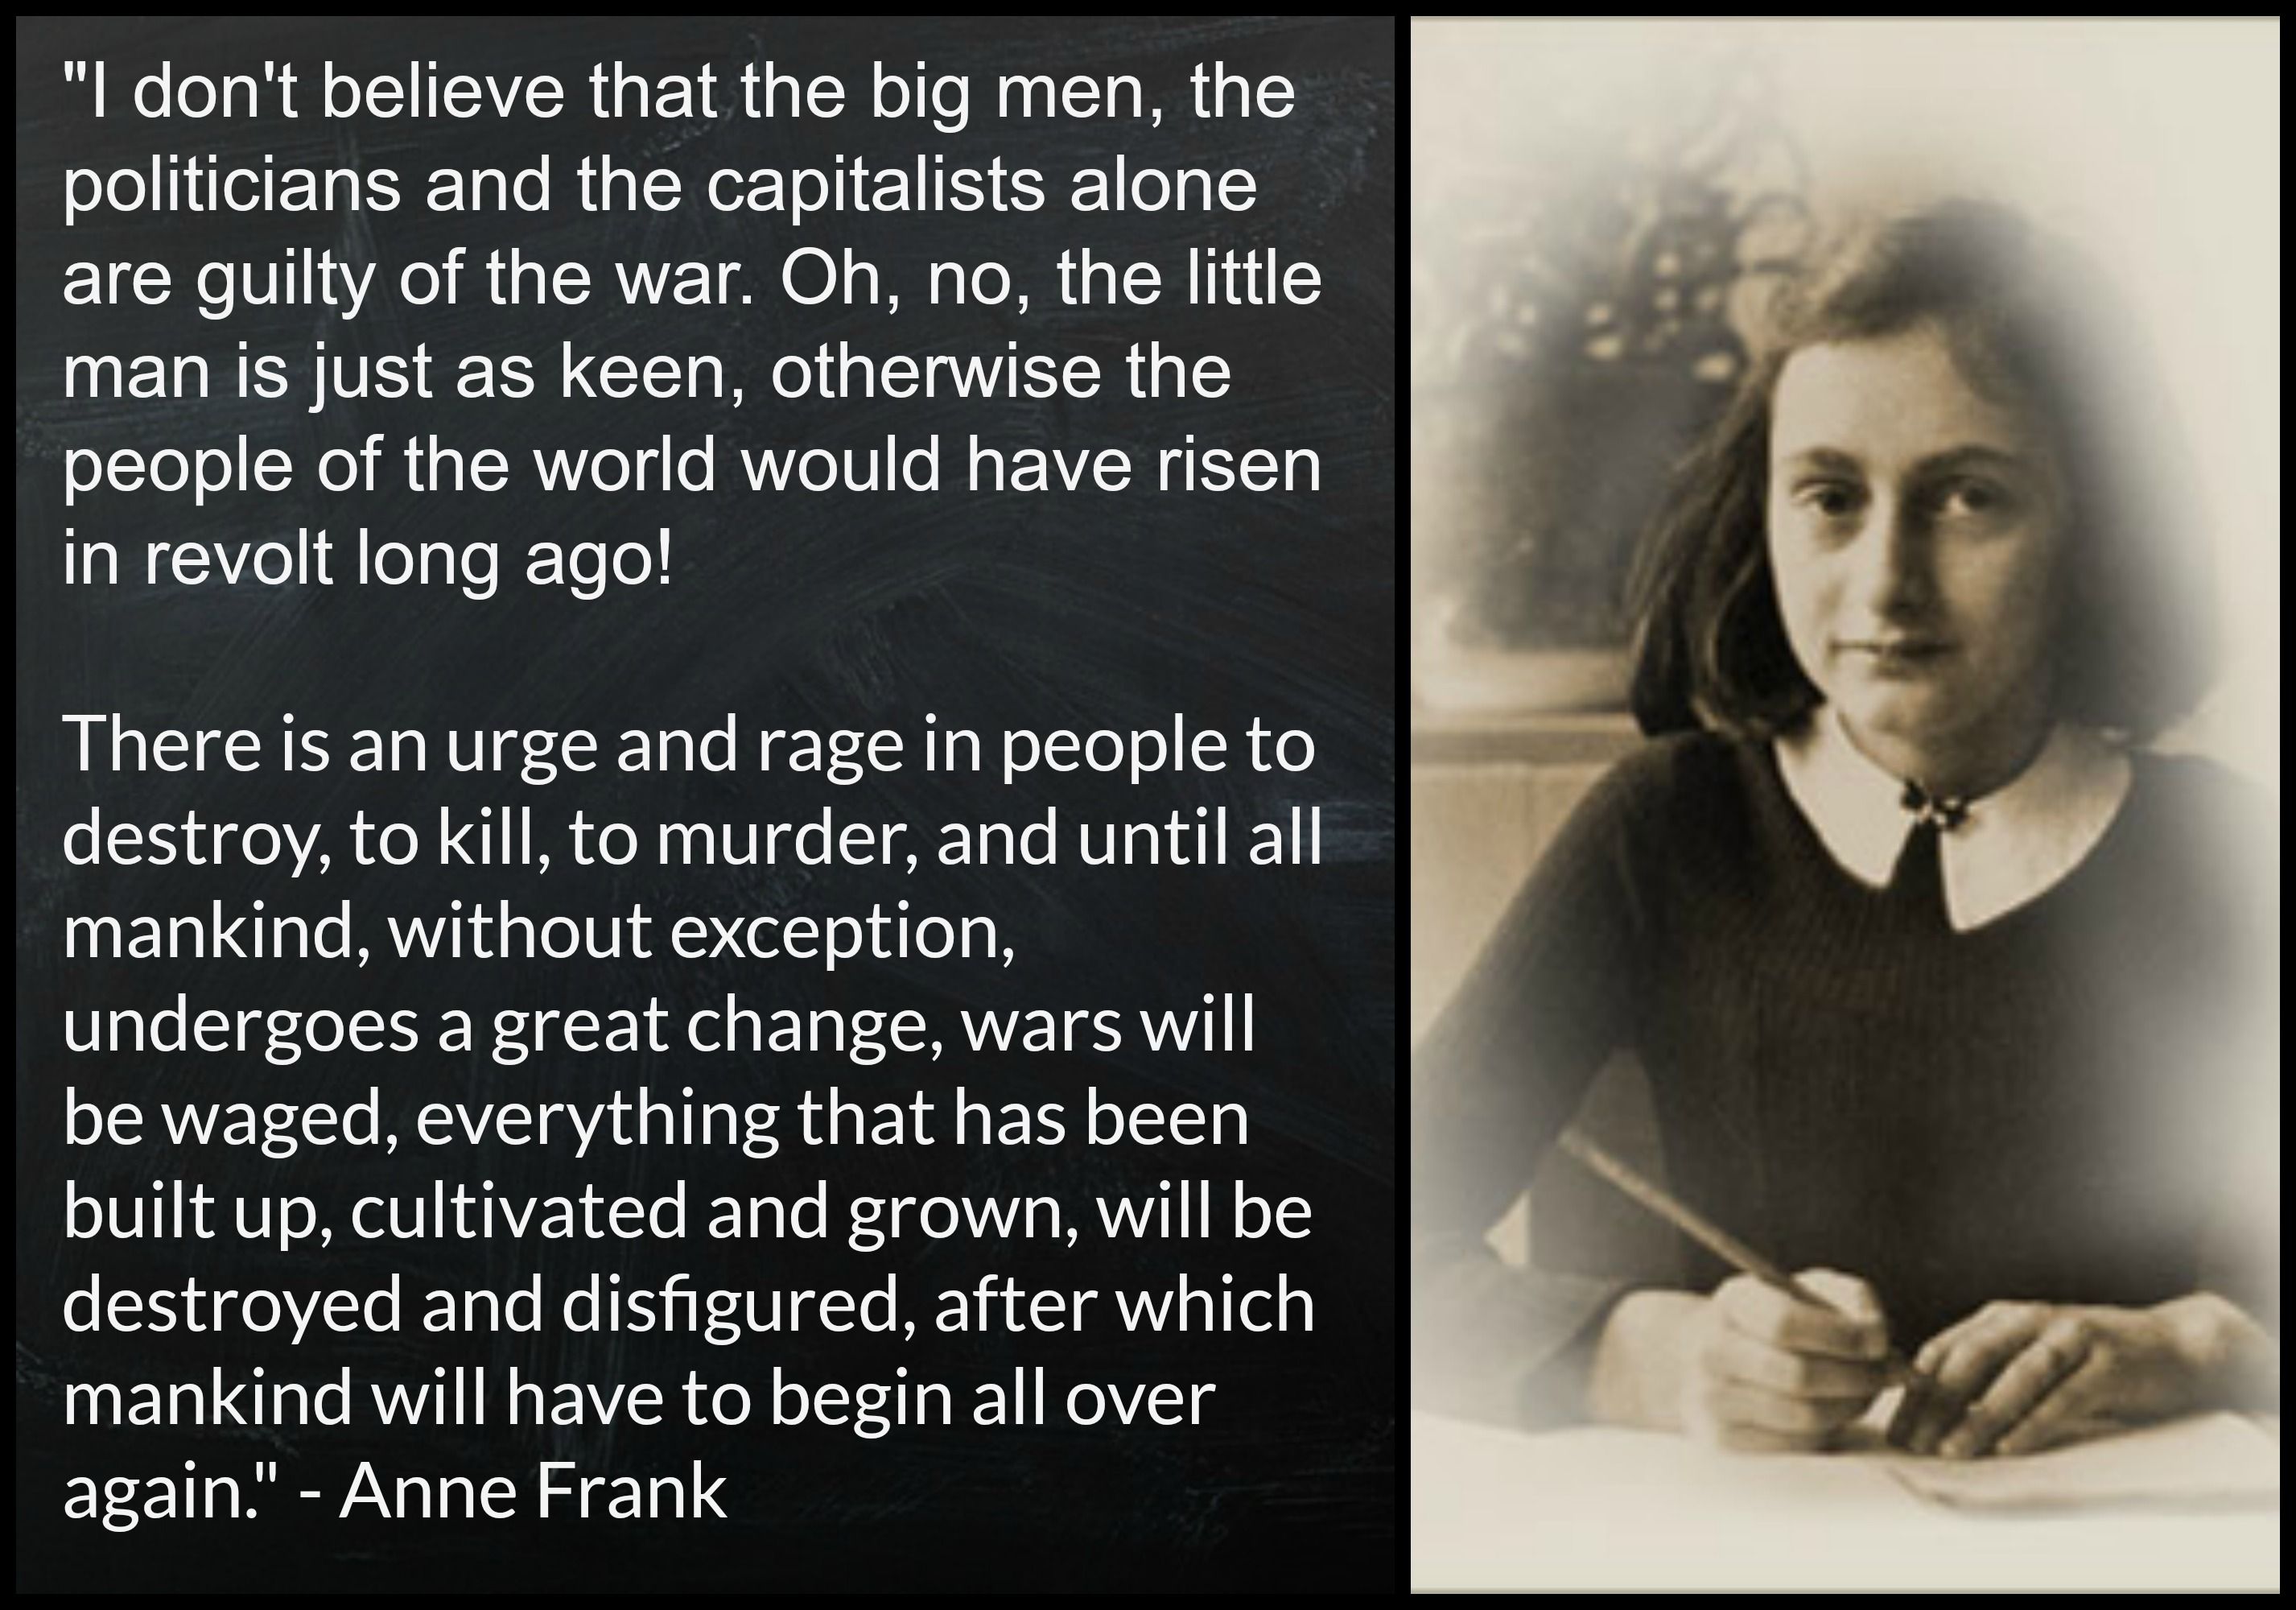 "I don't believe that the big men, the
politicians and the capitalists alone
are guilty of the war. Oh, no, the little
man is just as keen, otherwise the
people of the world would have risen
in revolt long ago!
There is an urge and rage in people to
destroy, to kill, to murder, and until all
mankind, without exception,
undergoes a great change, wars will
be waged, everything that has been
built up, cultivated and grown, will be
destroyed and disfigured, after which
mankind will have to begin all over
again." - Anne Frank